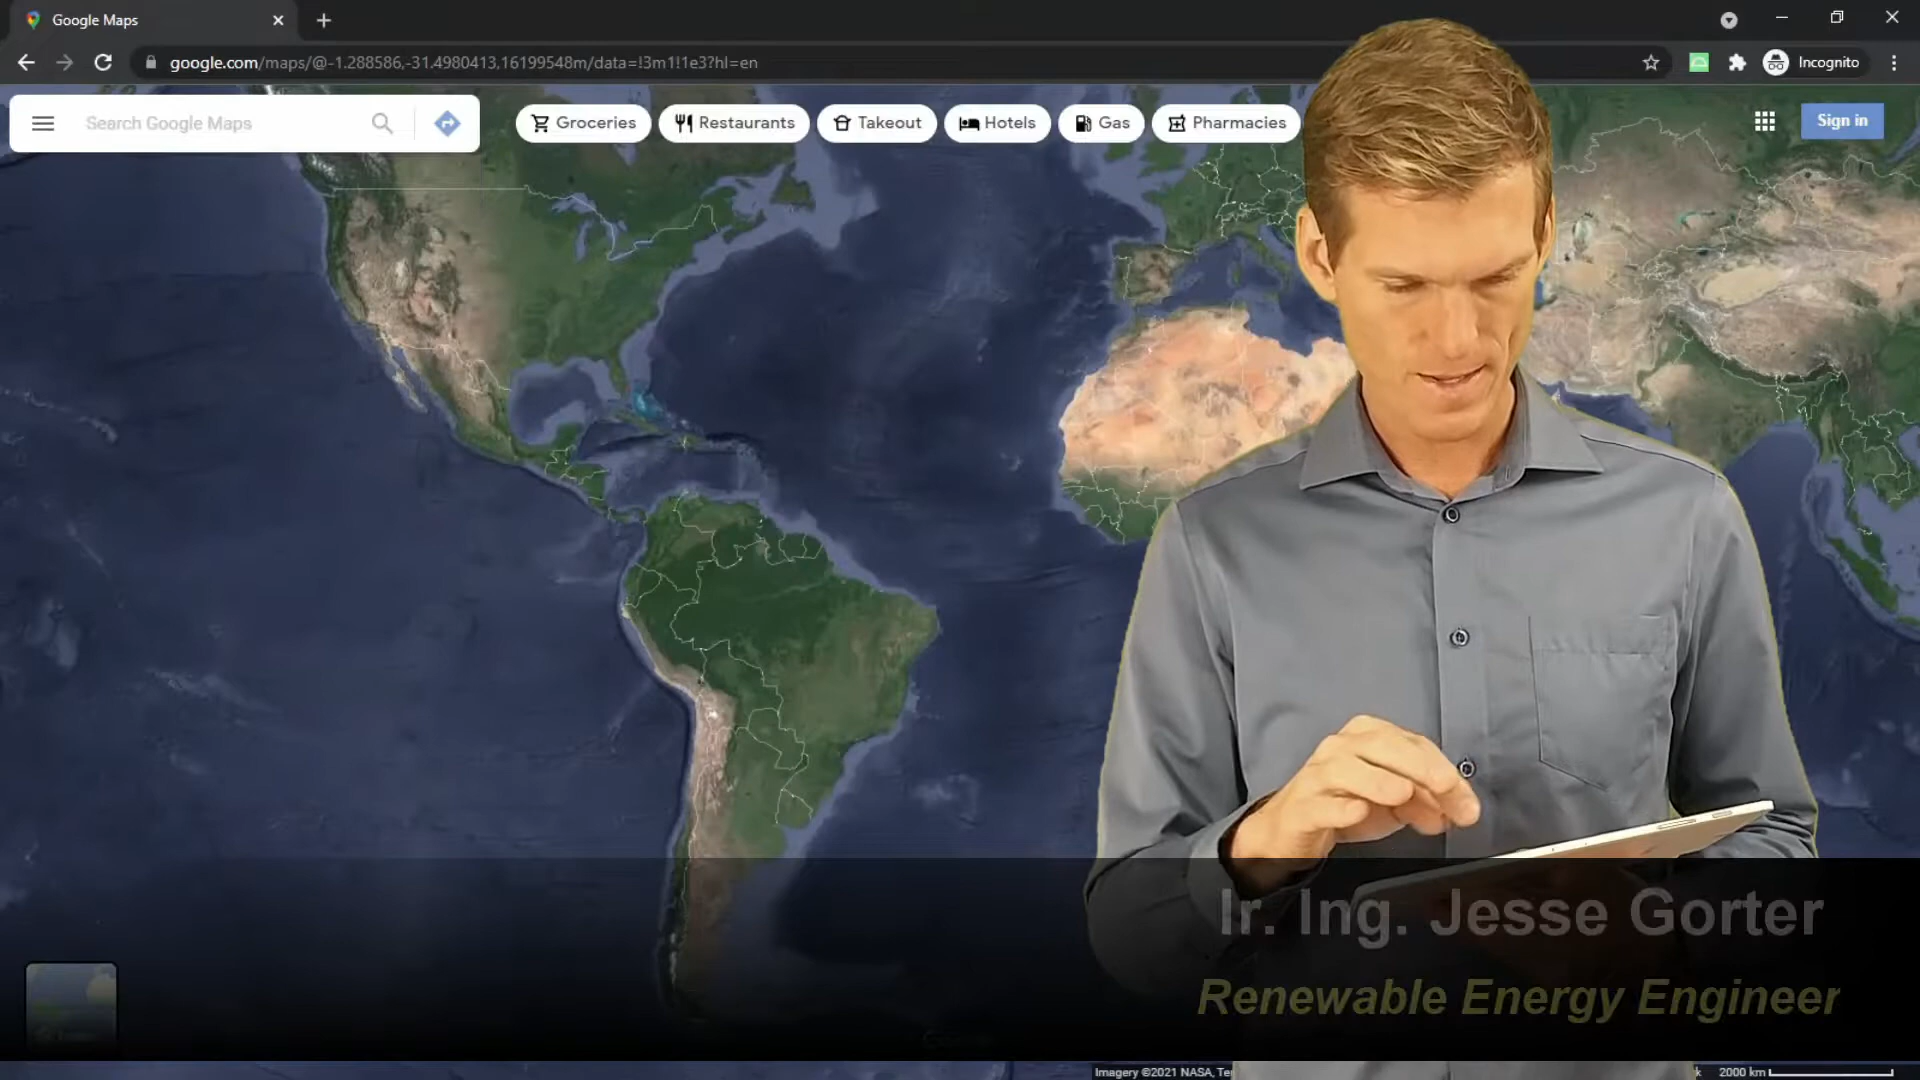 Google Maps
google.com/maps/@-1.288586,-31.4980413,16199548m/data=!3m1!1e3?hl=en
Incognito
Search Google Maps
Groceries
Restaurants
Takeout
Hotels
Gas
Pharmacies
Sign in
Ir. Ing. Jesse Gorter
Renewable Energy Engineer
Imagery ©2021 NASA,
2000 km